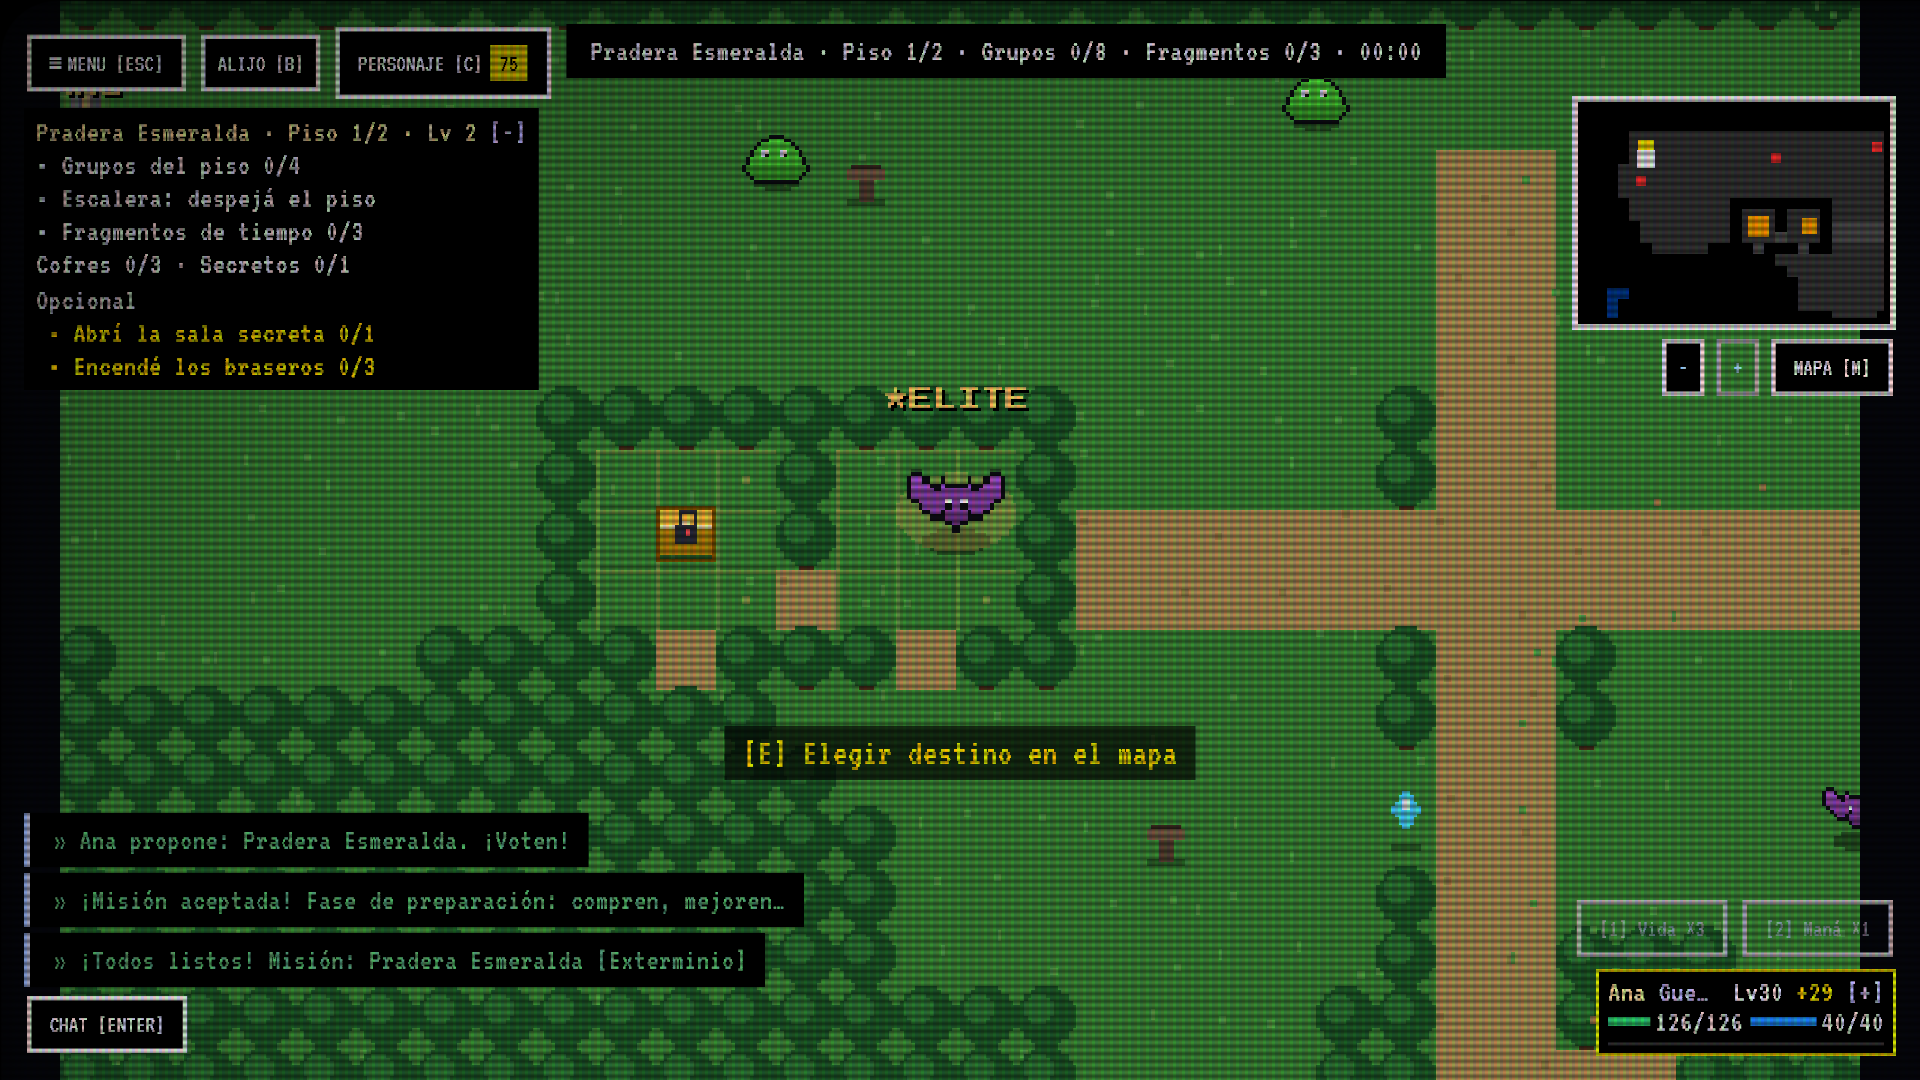 ≡ MENU [ESC]
ALIJO [B]
PERSONAJE [C] 75
Pradera Esmeralda · Piso 1/2 · Grupos 0/8 · Fragmentos 0/3 · 00:00
Pradera Esmeralda · Piso 1/2 · Lv 2 [-]
· Grupos del piso 0/4
· Escalera: despejá el piso
· Fragmentos de tiempo 0/3
Cofres 0/3 · Secretos 0/1
Opcional
· Abrí la sala secreta 0/1
· Encendé los braseros 0/3
- + MAPA [M]
★ELITE
[E] Elegir destino en el mapa
» Ana propone: Pradera Esmeralda. ¡Voten!
» ¡Misión aceptada! Fase de preparación: compren, mejoren…
» ¡Todos listos! Misión: Pradera Esmeralda [Exterminio]
CHAT [ENTER]
[1] Vida X3
[2] Maná X1
Ana Gue… Lv30 +29 [+]
126/126 40/40